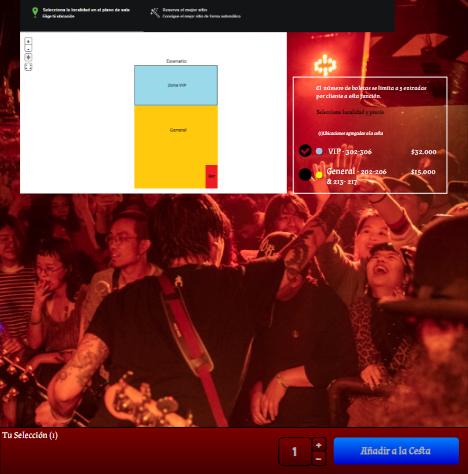 Selecciona la localidad en el plano de sala
Elige tu ubicación
Reserva el mejor sitio
Consigue el mejor sitio de forma automática
+
-
Escenario
Zona VIP
General
El número de boletos se limita a 5 entradas
por cliente a esta función.
Selecciona localidad y precio
(1)Ubicaciones agregadas a la cesta
VIP - 302-306 $32.000
General - 202-206 $15.000
& 213- 217
Tu Selección (1)
1
+
-
Añadir a la Cesta